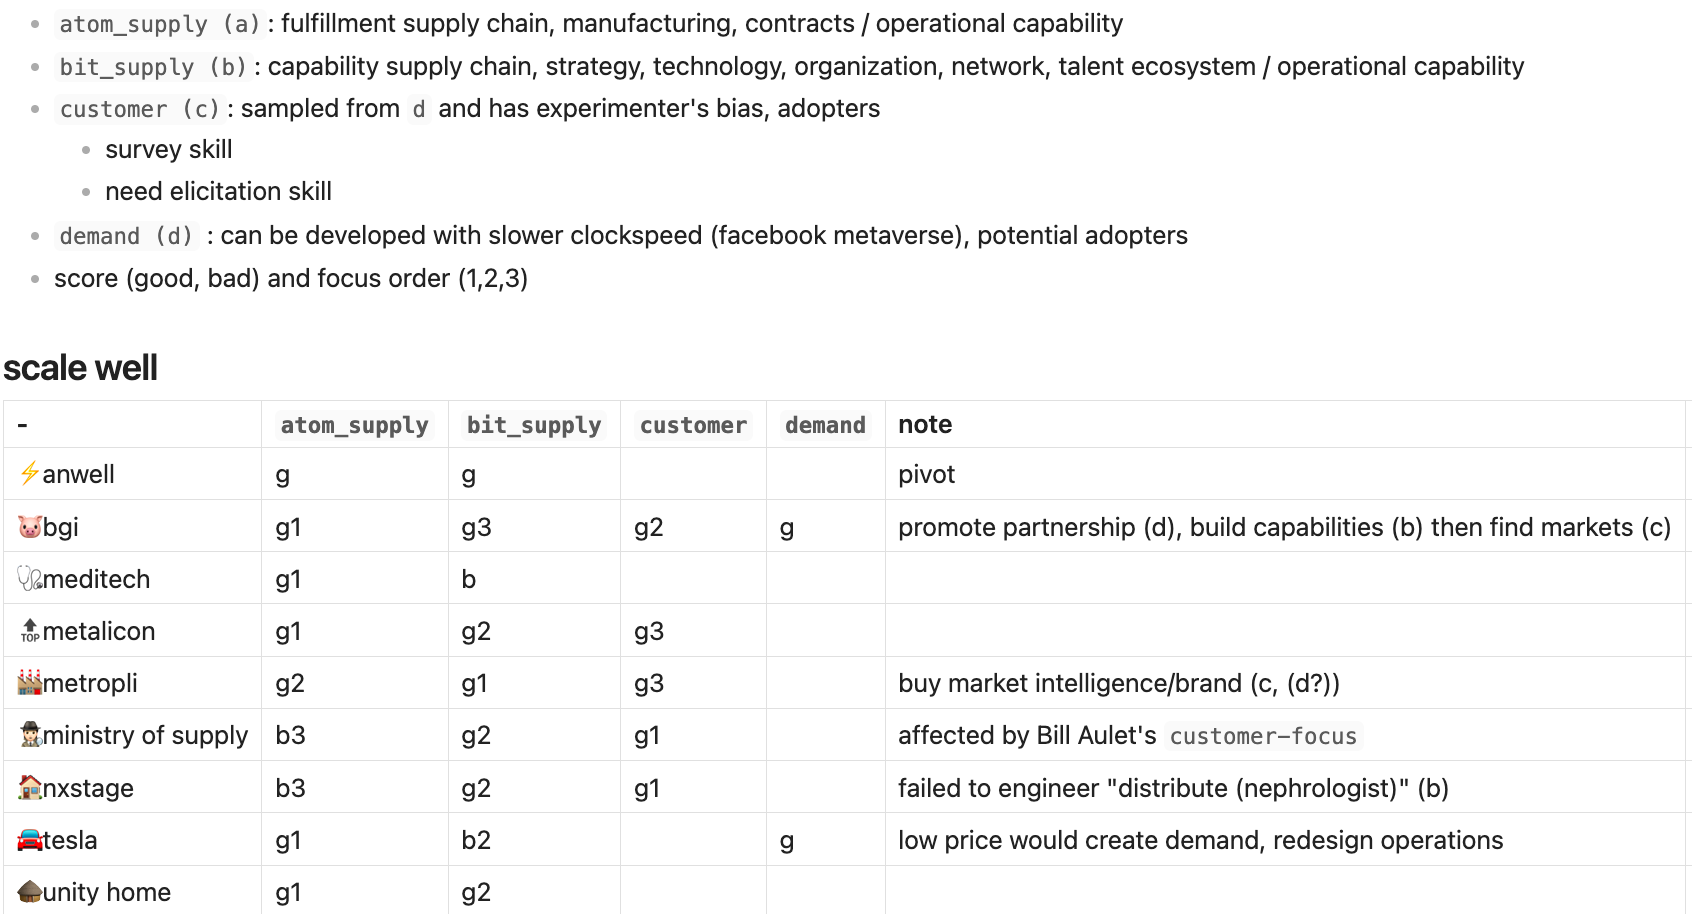 atom_supply (a) : fulfillment supply chain, manufacturing, contracts / operational capability
bit_supply (b) : capability supply chain, strategy, technology, organization, network, talent ecosystem / operational capability
customer (c) : sampled from d and has experimenter's bias, adopters
survey skill
need elicitation skill
demand (d) : can be developed with slower clockspeed (facebook metaverse), potential adopters
score (good, bad) and focus order (1,2,3)
scale well
- atom_supply bit_supply customer demand note
⚡anwell g g pivot
🐷bgi g1 g3 g2 g promote partnership (d), build capabilities (b) then find markets (c)
🩺meditech g1 b
🔝metalicon g1 g2 g3
🏭metropli g2 g1 g3 buy market intelligence/brand (c, (d?))
🕵🏻‍♀️ministry of supply b3 g2 g1 affected by Bill Aulet's customer-focus
🏠nxstage b3 g2 g1 failed to engineer "distribute (nephrologist)" (b)
🚘tesla g1 b2 g low price would create demand, redesign operations
🛖unity home g1 g2